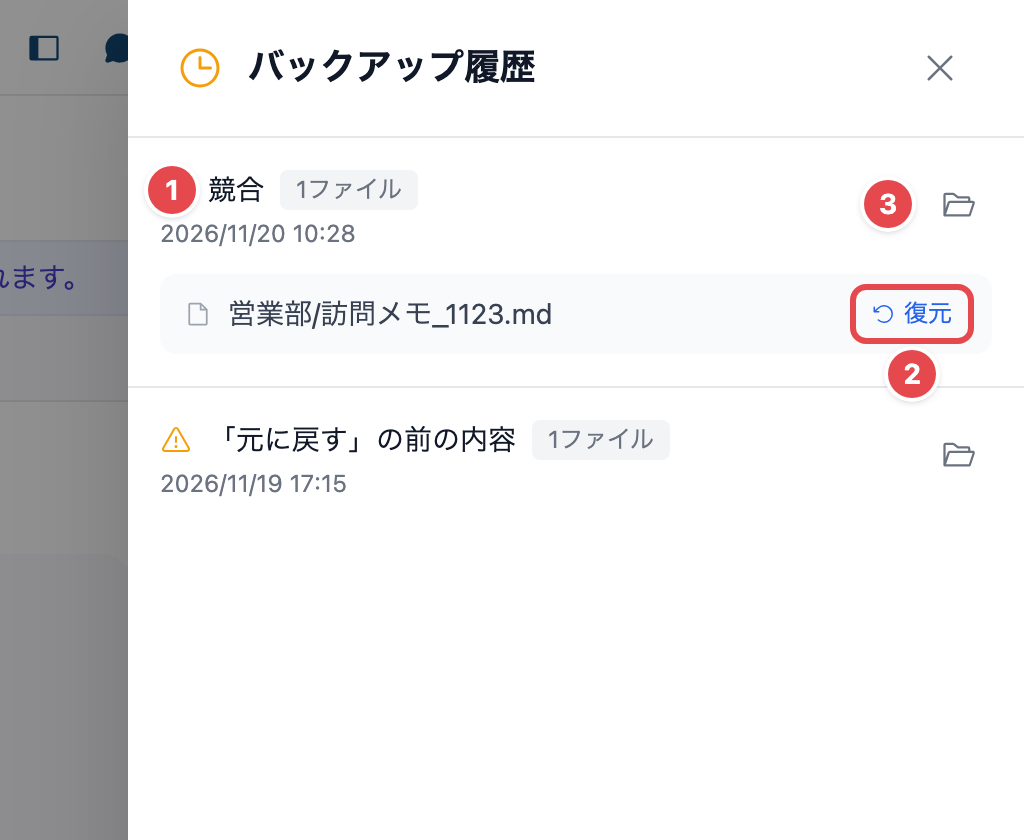 バックアップ履歴
1 競合 1ファイル
3
2026/11/20 10:28
れます。
営業部/訪問メモ_1123.md
復元
2
「元に戻す」の前の内容 1ファイル
2026/11/19 17:15